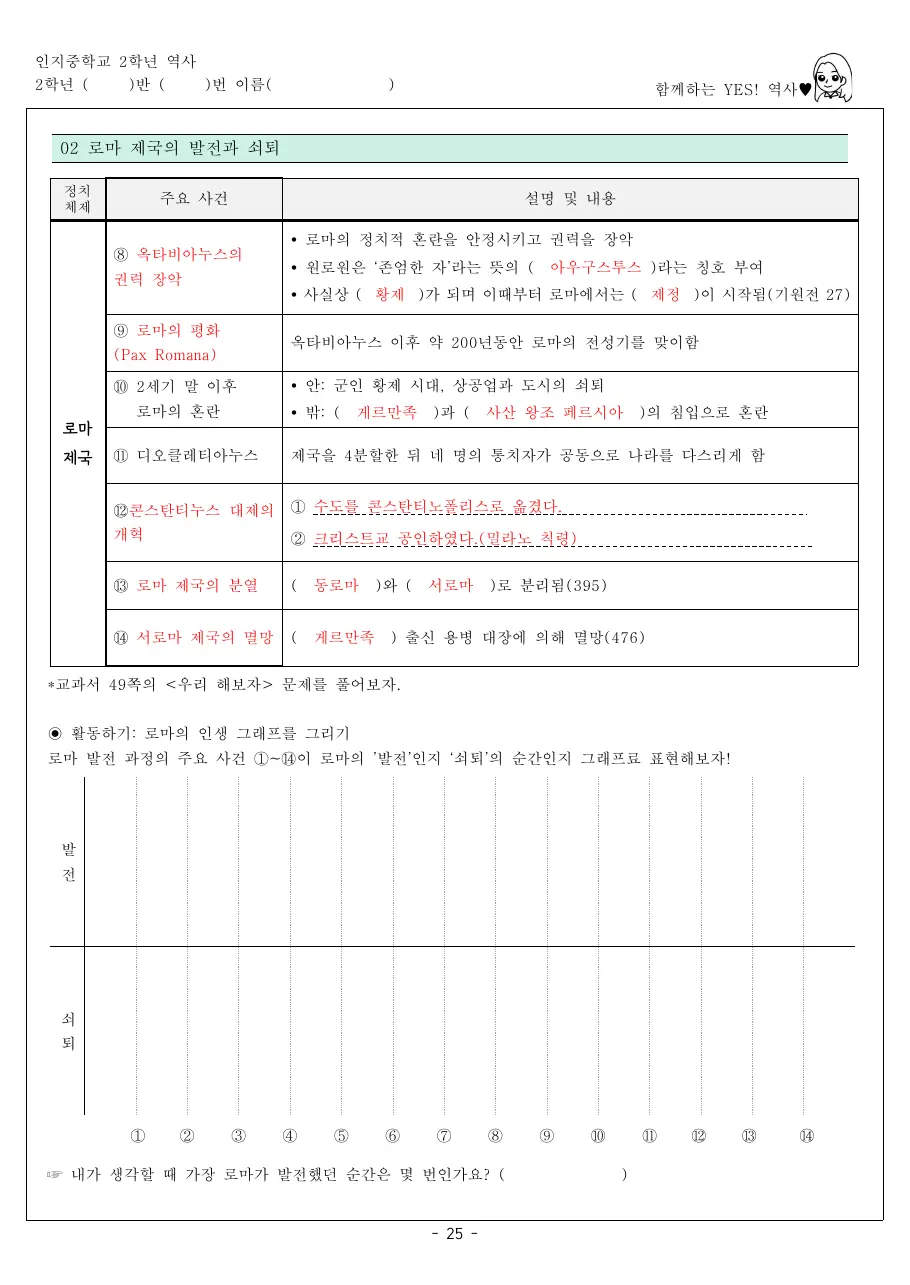 인지중학교 2학년 역사
2학년 (     )반 (     )번 이름(               )
함께하는 YES! 역사♥
02 로마 제국의 발전과 쇠퇴
정치
체제
주요 사건
설명 및 내용
로마
제국
⑧ 옥타비아누스의
권력 장악
• 로마의 정치적 혼란을 안정시키고 권력을 장악
• 원로원은 ‘존엄한 자’라는 뜻의 (  아우구스투스  )라는 칭호 부여
• 사실상 (  황제  )가 되며 이때부터 로마에서는 (  제정  )이 시작됨(기원전 27)
⑨ 로마의 평화
(Pax Romana)
옥타비아누스 이후 약 200년동안 로마의 전성기를 맞이함
⑩ 2세기 말 이후
로마의 혼란
• 안: 군인 황제 시대, 상공업과 도시의 쇠퇴
• 밖: (  게르만족  )과 (  사산 왕조 페르시아  )의 침입으로 혼란
⑪ 디오클레티아누스
제국을 4분할한 뒤 네 명의 통치자가 공동으로 나라를 다스리게 함
⑫콘스탄티누스 대제의
개혁
① 수도를 콘스탄티노폴리스로 옮겼다.
② 크리스트교 공인하였다.(밀라노 칙령)
⑬ 로마 제국의 분열
(  동로마  )와 (  서로마  )로 분리됨(395)
⑭ 서로마 제국의 멸망
(  게르만족  ) 출신 용병 대장에 의해 멸망(476)
*교과서 49쪽의 <우리 해보자> 문제를 풀어보자.
◉ 활동하기: 로마의 인생 그래프를 그리기
로마 발전 과정의 주요 사건 ①~⑭이 로마의 ’발전’인지 ‘쇠퇴’의 순간인지 그래프료 표현해보자!
발
전
쇠
퇴
① ② ③ ④ ⑤ ⑥ ⑦ ⑧ ⑨ ⑩ ⑪ ⑫ ⑬ ⑭
☞ 내가 생각할 때 가장 로마가 발전했던 순간은 몇 번인가요? (               )
- 25 -